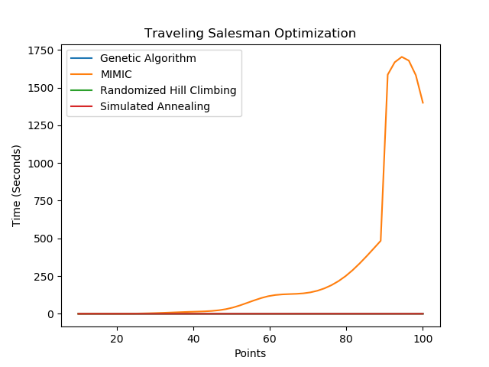 Traveling Salesman Optimization
Genetic Algorithm
MIMIC
Randomized Hill Climbing
Simulated Annealing
Time (Seconds)
1750
1500
1250
1000
750
500
250
0
20
40
60
80
100
Points